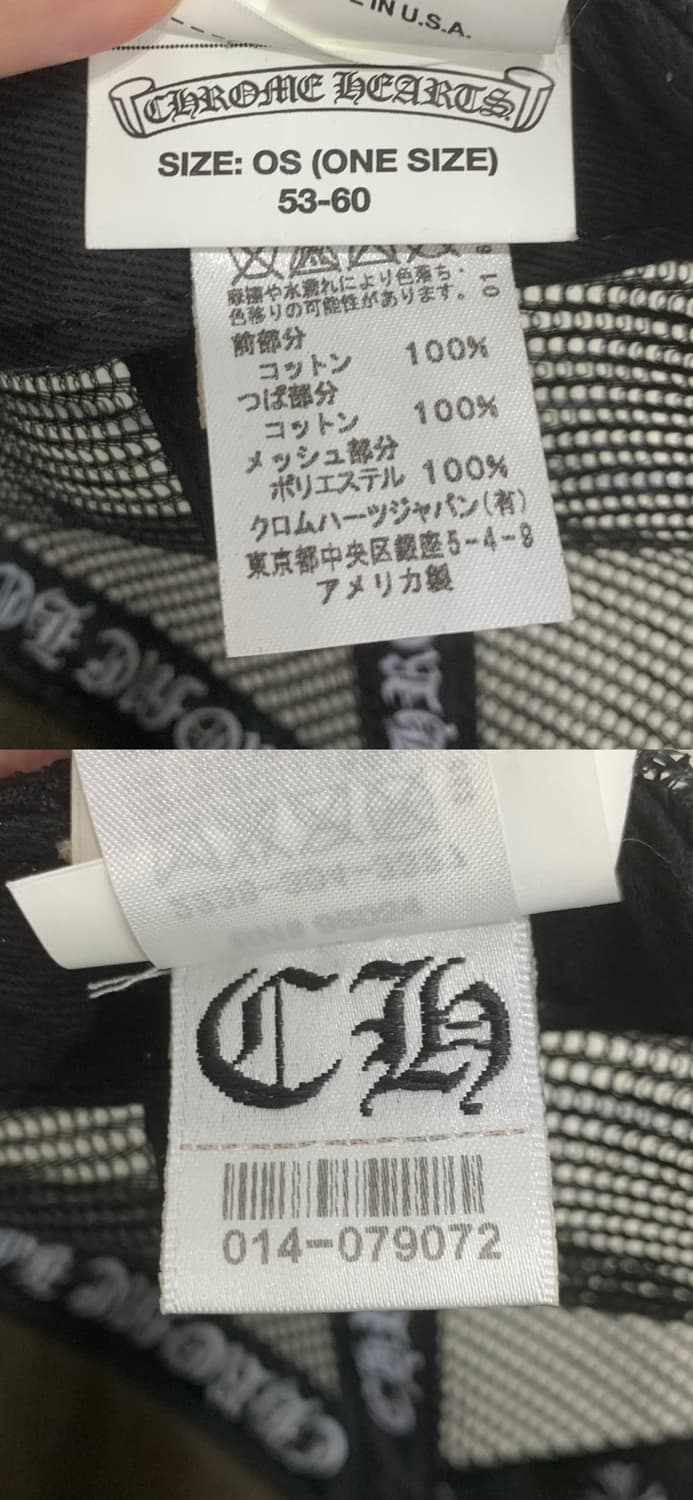 IN U.S.A.
CHROME HEARTS
SIZE: OS (ONE SIZE)
53-60
摩擦や水濡れにより色落ち・
色移りの可能性があります。
01
前部分
コットン 100%
つば部分
コットン 100%
メッシュ部分
ポリエステル 100%
クロムハーツジャパン(有)
東京都中央区銀座5-4-9
アメリカ製
CH
014-079072